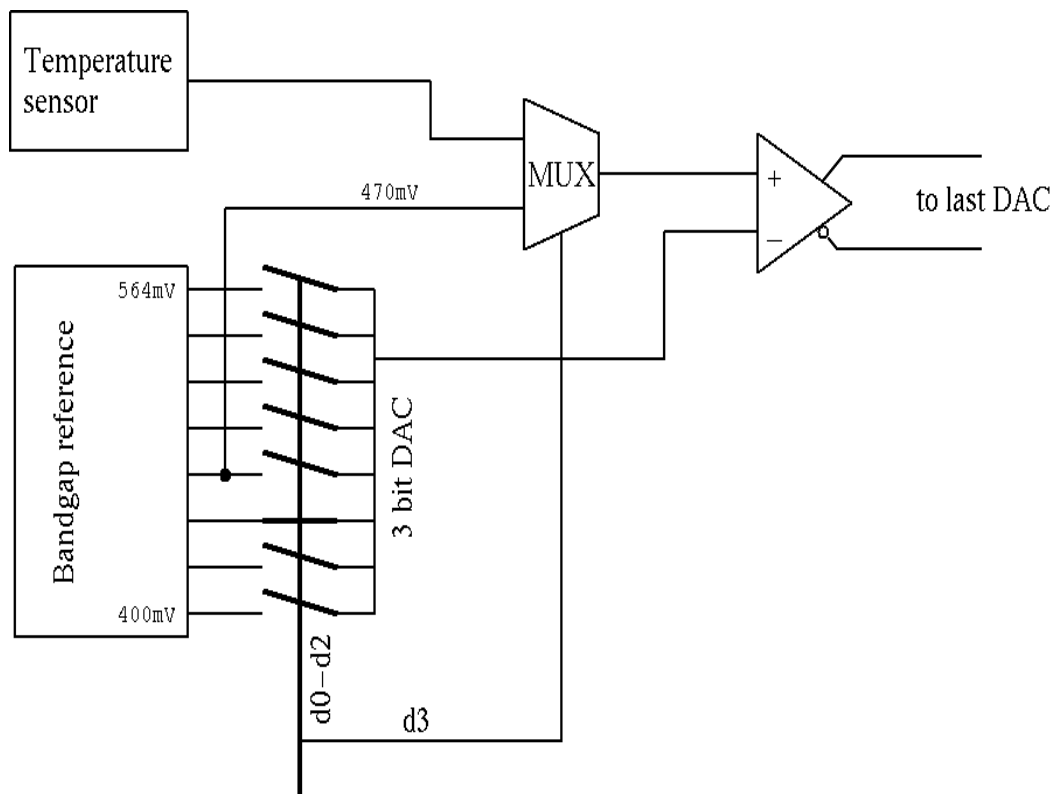 Temperature
sensor
MUX
470mV
+
−
to last DAC
564mV
Bandgap reference
400mV
3 bit DAC
d0−d2
d3